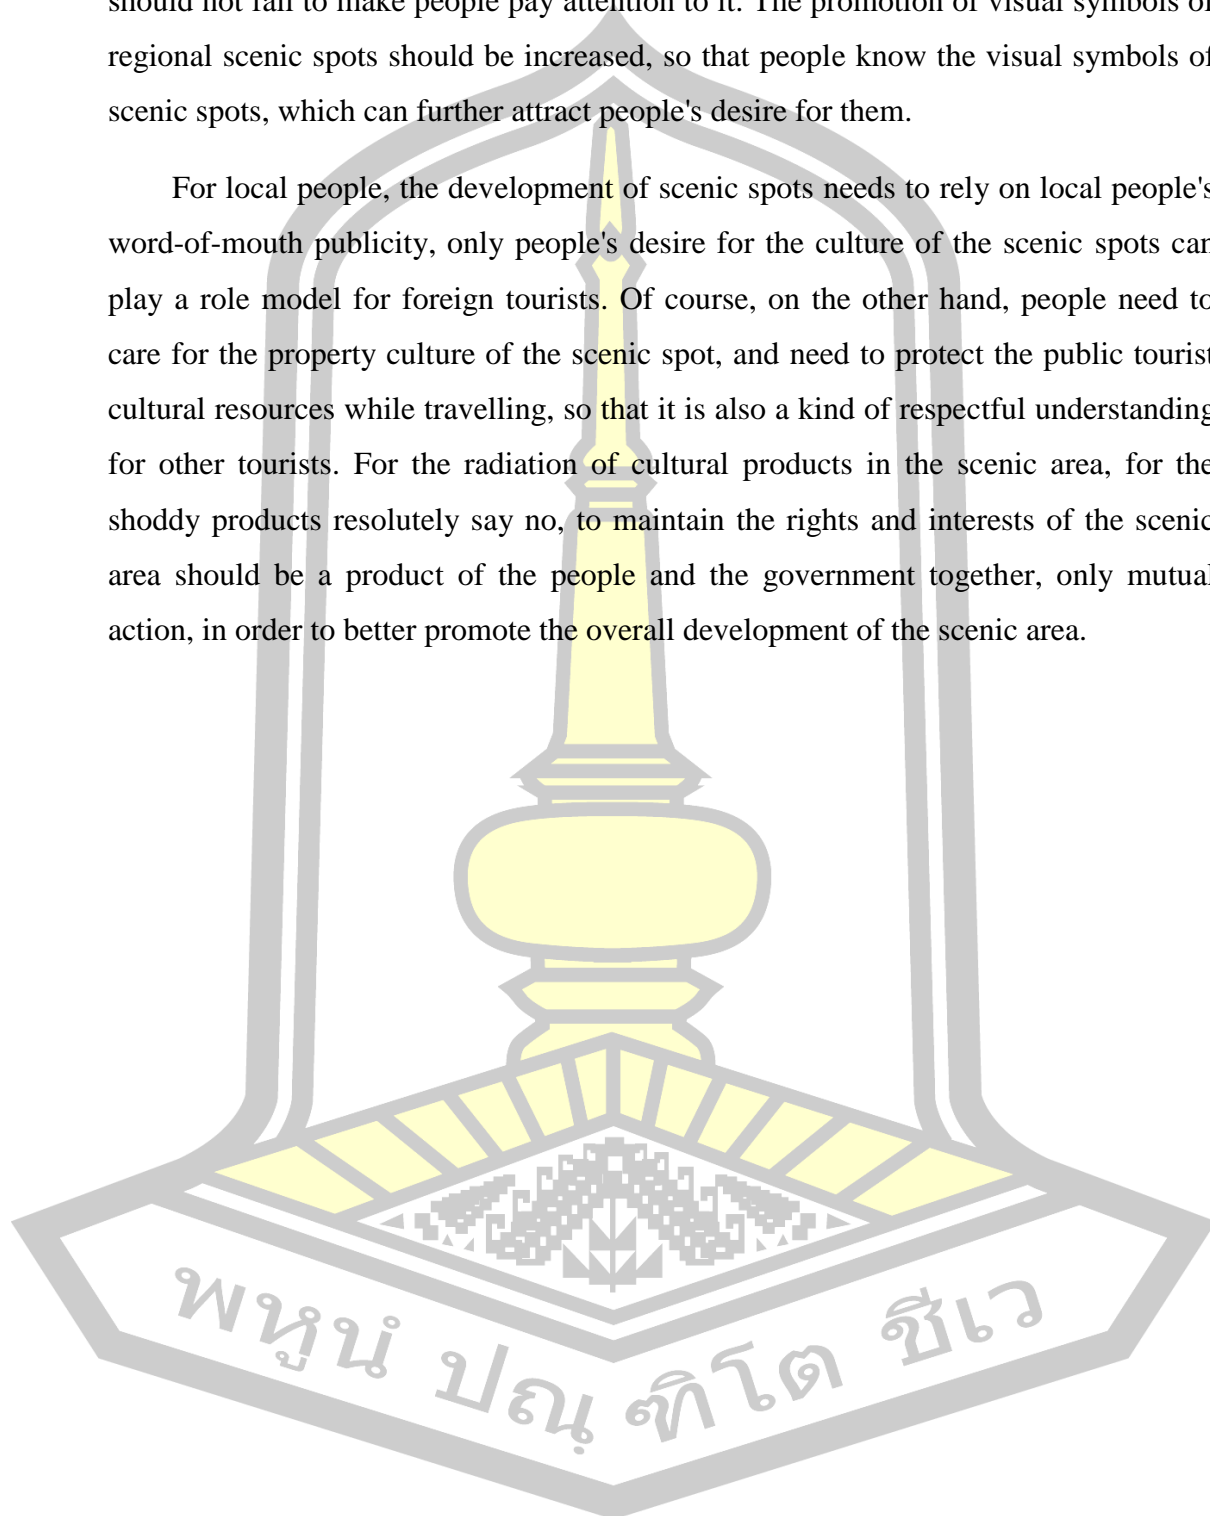 should not fail to make people pay attention to it. The promotion of visual symbols of
regional scenic spots should be increased, so that people know the visual symbols of
scenic spots, which can further attract people's desire for them.
For local people, the development of scenic spots needs to rely on local people's
word-of-mouth publicity, only people's desire for the culture of the scenic spots can
play a role model for foreign tourists. Of course, on the other hand, people need to
care for the property culture of the scenic spot, and need to protect the public tourist
cultural resources while travelling, so that it is also a kind of respectful understanding
for other tourists. For the radiation of cultural products in the scenic area, for the
shoddy products resolutely say no, to maintain the rights and interests of the scenic
area should be a product of the people and the government together, only mutual
action, in order to better promote the overall development of the scenic area.
พหูนํ ปณฺฑิโต ชีเว